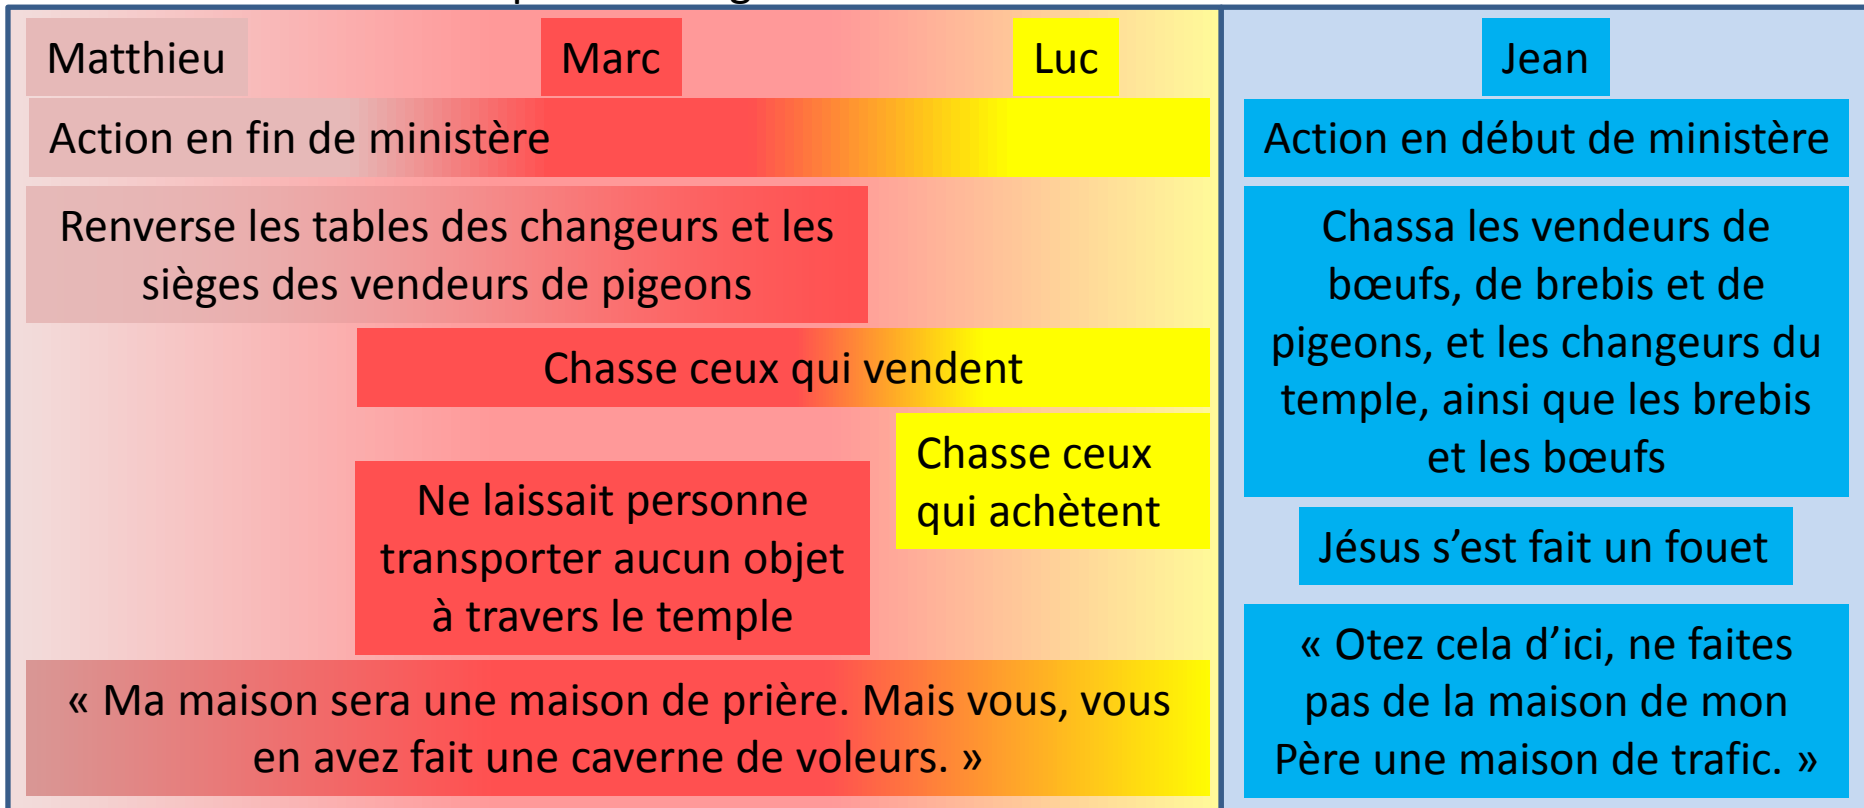 Matthieu
Marc
Luc
Action en fin de ministère
Renverse les tables des changeurs et les
sièges des vendeurs de pigeons
Chasse ceux qui vendent
Chasse ceux
qui achètent
Ne laissait personne
transporter aucun objet
à travers le temple
« Ma maison sera une maison de prière. Mais vous, vous
en avez fait une caverne de voleurs. »
Jean
Action en début de ministère
Chassa les vendeurs de
bœufs, de brebis et de
pigeons, et les changeurs du
temple, ainsi que les brebis
et les bœufs
Jésus s’est fait un fouet
« Otez cela d’ici, ne faites
pas de la maison de mon
Père une maison de trafic. »